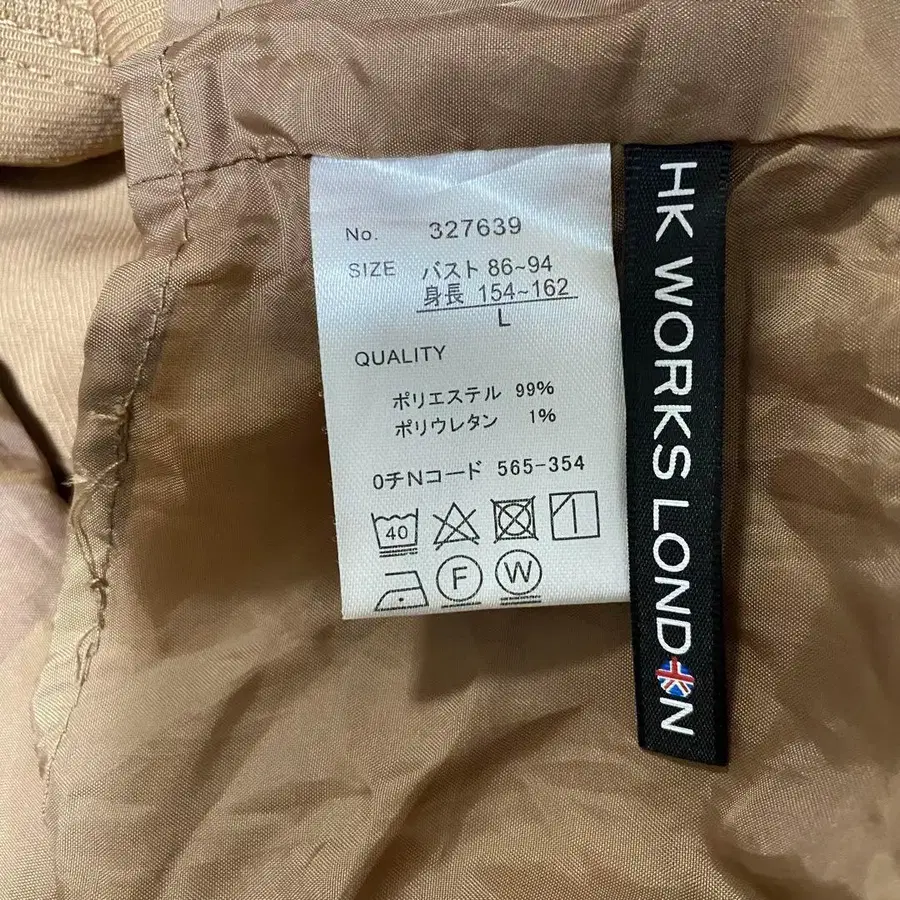 No. 327639
SIZE バスト 86~94
身長 154~162
L
QUALITY
ポリエステル 99%
ポリウレタン 1%
0チNコード 565-354
40
F W
HK WORKS LONDON